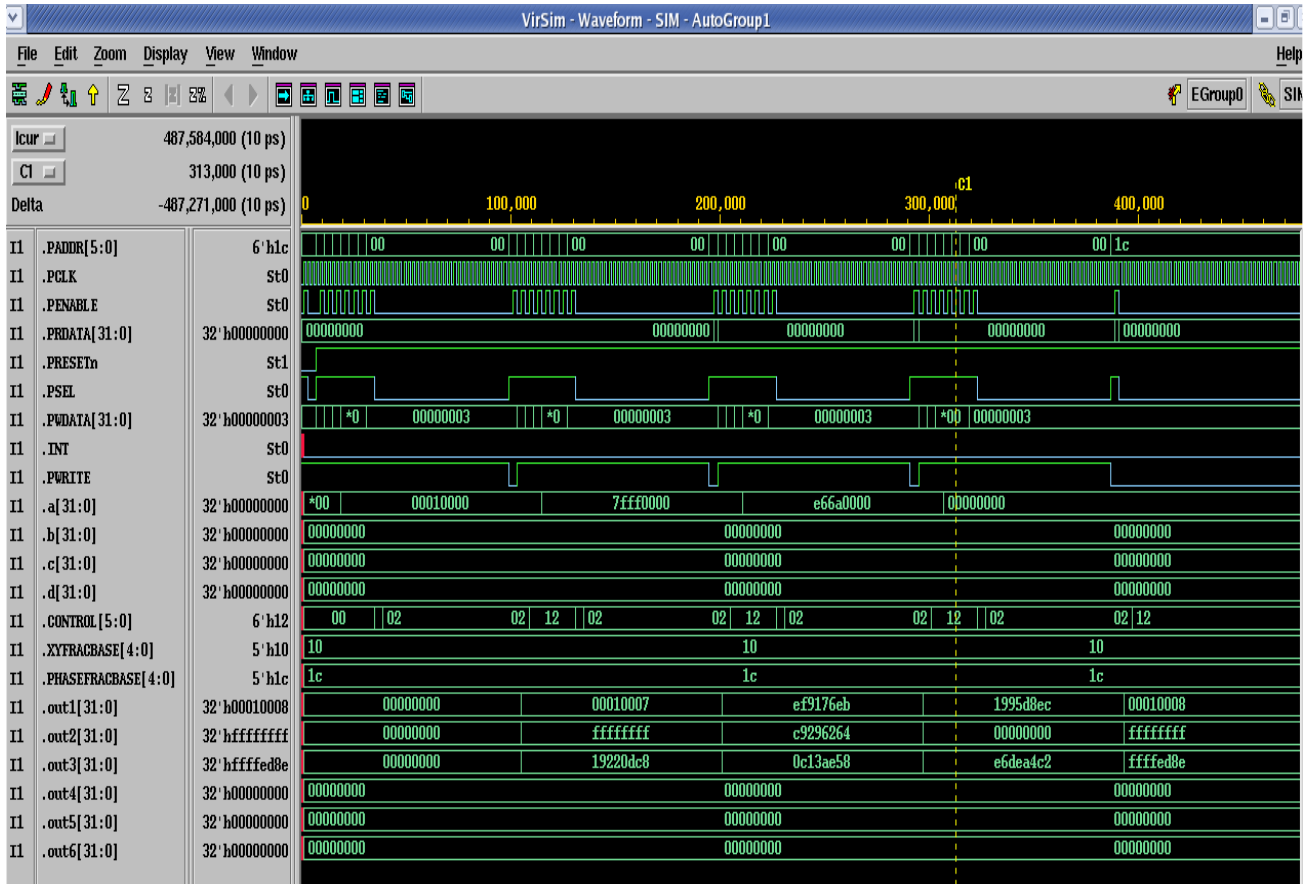 VirSim - Waveform - SIM - AutoGroup1
File Edit Zoom Display View Window Help
Z 2 2% EGroup0 SIM
Icur 487,584,000 (10 ps)
C1 313,000 (10 ps)
Delta -487,271,000 (10 ps)
C1
0 100,000 200,000 300,000 400,000
I1 .PADDR[5:0] 6'h1c 00 00 00 00 00 00 00 00 1c
I1 .PCLK St0
I1 .PENABLE St0
I1 .PRDATA[31:0] 32'h00000000 00000000 00000000 00000000 00000000 00000000
I1 .PRESETn St1
I1 .PSEL St0
I1 .PWDATA[31:0] 32'h00000003 *0 00000003 *0 00000003 *0 00000003 *00 00000003
I1 .INT St0
I1 .PWRITE St0
I1 .a[31:0] 32'h00000000 *00 00010000 7fff0000 e66a0000 00000000
I1 .b[31:0] 32'h00000000 00000000 00000000 00000000
I1 .c[31:0] 32'h00000000 00000000 00000000 00000000
I1 .d[31:0] 32'h00000000 00000000 00000000 00000000
I1 .CONTROL[5:0] 6'h12 00 02 02 12 02 02 12 02 02 12 02 02 12
I1 .XYFRACBASE[4:0] 5'h10 10 10 10
I1 .PHASEFRACBASE[4:0] 5'h1c 1c 1c 1c
I1 .out1[31:0] 32'h00010008 00000000 00010007 ef9176eb 1995d8ec 00010008
I1 .out2[31:0] 32'hffffffff 00000000 ffffffff c9296264 00000000 ffffffff
I1 .out3[31:0] 32'hffffed8e 00000000 19220dc8 0c13ae58 e6dea4c2 ffffed8e
I1 .out4[31:0] 32'h00000000 00000000 00000000 00000000
I1 .out5[31:0] 32'h00000000 00000000 00000000 00000000
I1 .out6[31:0] 32'h00000000 00000000 00000000 00000000